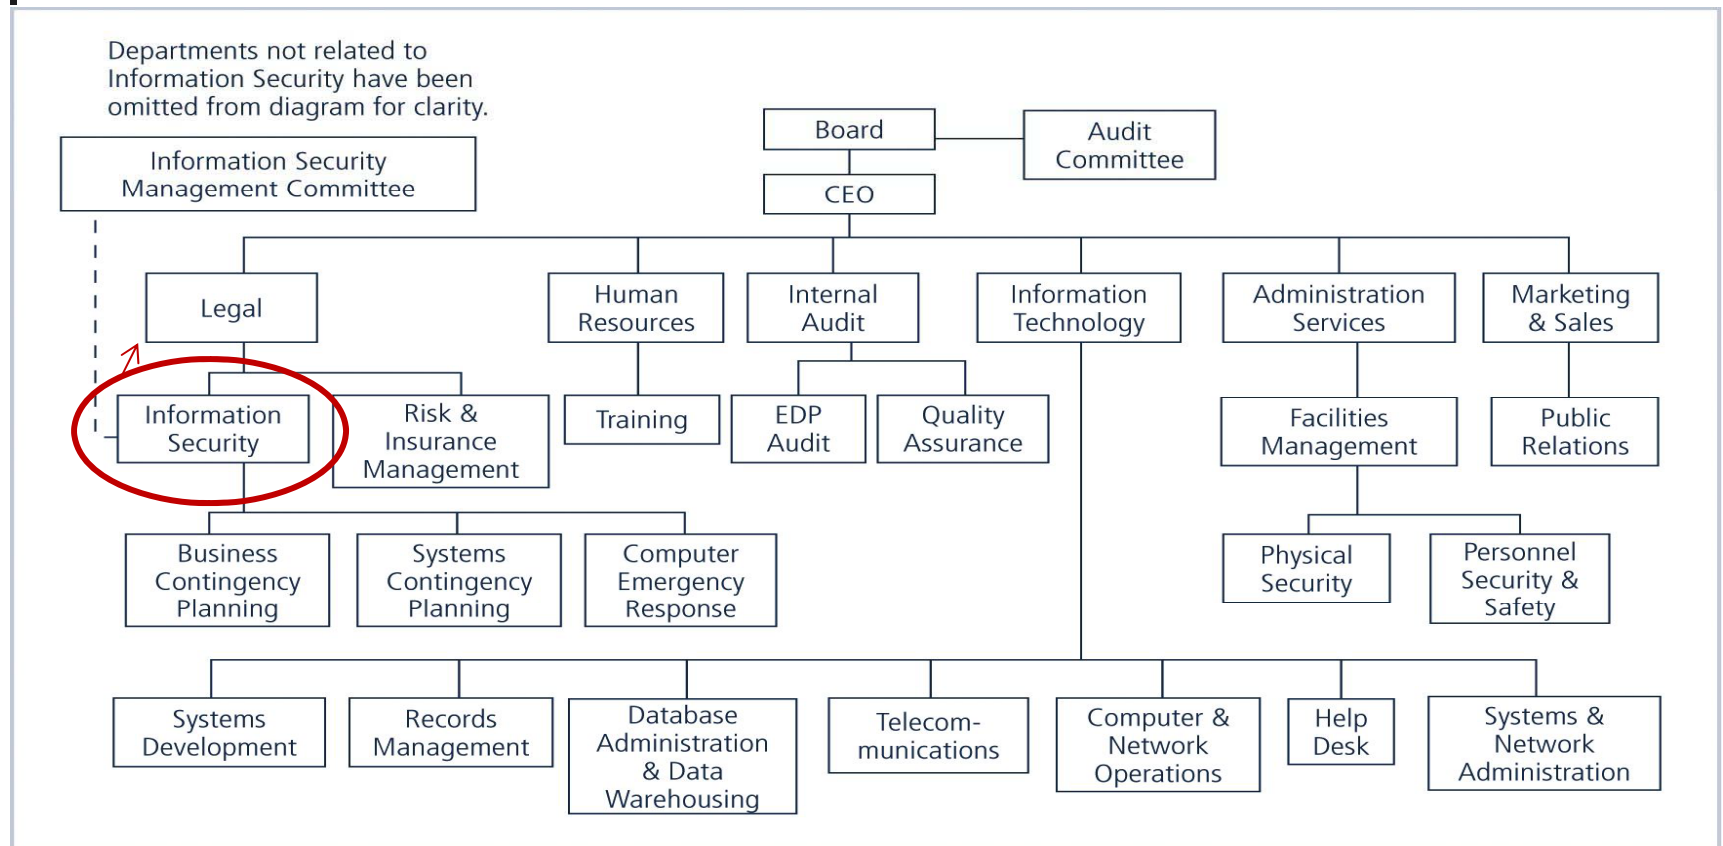 Departments not related to
Information Security have been
omitted from diagram for clarity.
Board
Audit
Committee
Information Security
Management Committee
CEO
Legal
Human
Resources
Internal
Audit
Information
Technology
Administration
Services
Marketing
& Sales
Information
Security
Risk &
Insurance
Management
Training
EDP
Audit
Quality
Assurance
Facilities
Management
Public
Relations
Business
Contingency
Planning
Systems
Contingency
Planning
Computer
Emergency
Response
Physical
Security
Personnel
Security &
Safety
Systems
Development
Records
Management
Database
Administration
& Data
Warehousing
Telecom-
munications
Computer &
Network
Operations
Help
Desk
Systems &
Network
Administration